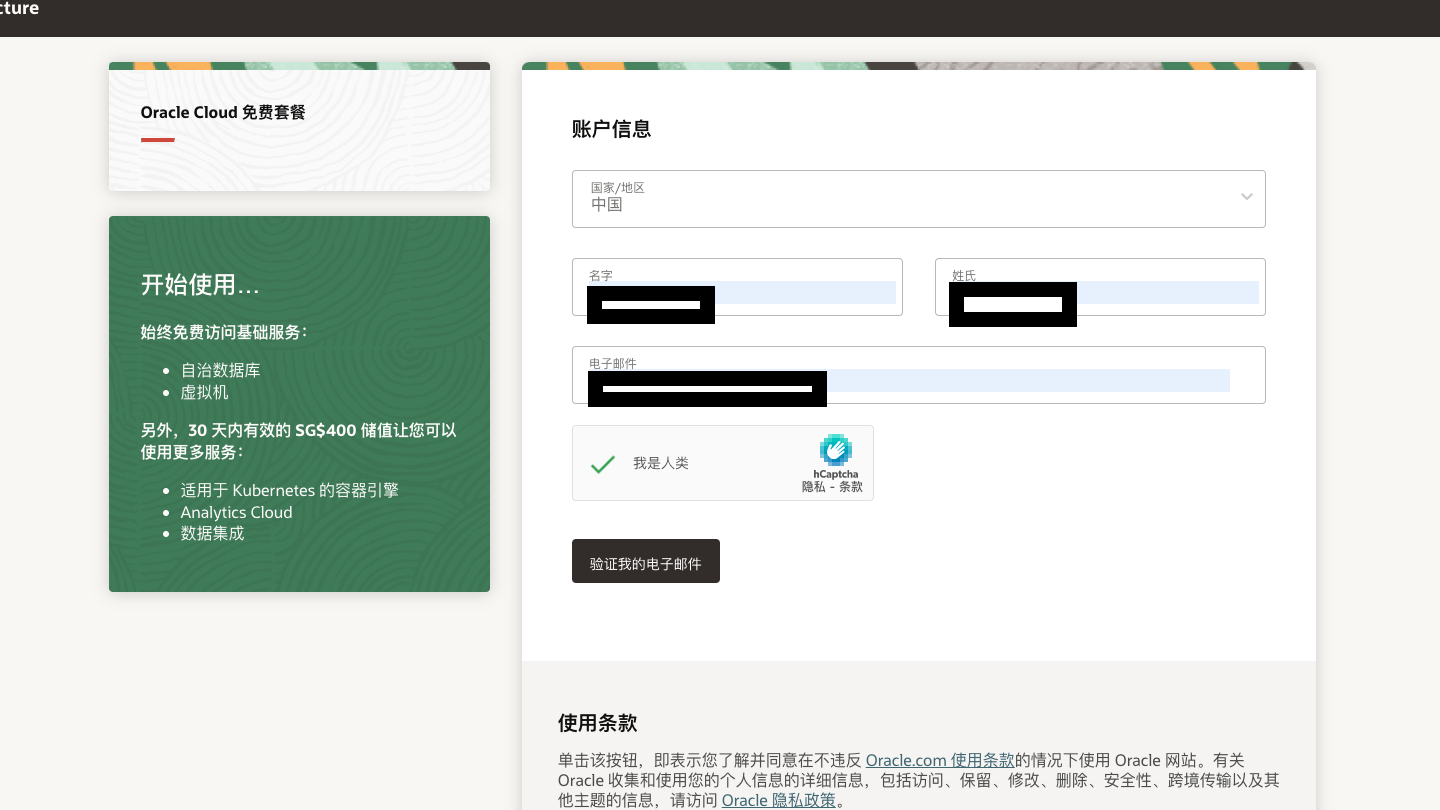 cture
Oracle Cloud 免费套餐
开始使用...
始终免费访问基础服务：
自治数据库
虚拟机
另外，30 天内有效的 SG$400 储值让您可以
使用更多服务：
适用于 Kubernetes 的容器引擎
Analytics Cloud
数据集成
账户信息
国家/地区
中国
名字
姓氏
电子邮件
我是人类
hCaptcha
隐私 - 条款
验证我的电子邮件
使用条款
单击该按钮，即表示您了解并同意在不违反 Oracle.com 使用条款的情况下使用 Oracle 网站。有关
Oracle 收集和使用您的个人信息的详细信息，包括访问、保留、修改、删除、安全性、跨境传输以及其
他主题的信息，请访问 Oracle 隐私政策。